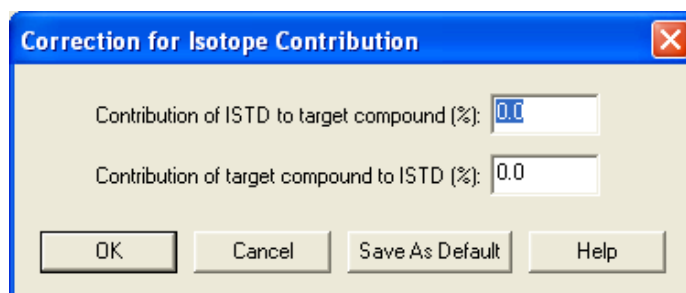 Correction for Isotope Contribution
Contribution of ISTD to target compound (%): 0.0
Contribution of target compound to ISTD (%): 0.0
OK Cancel Save As Default Help